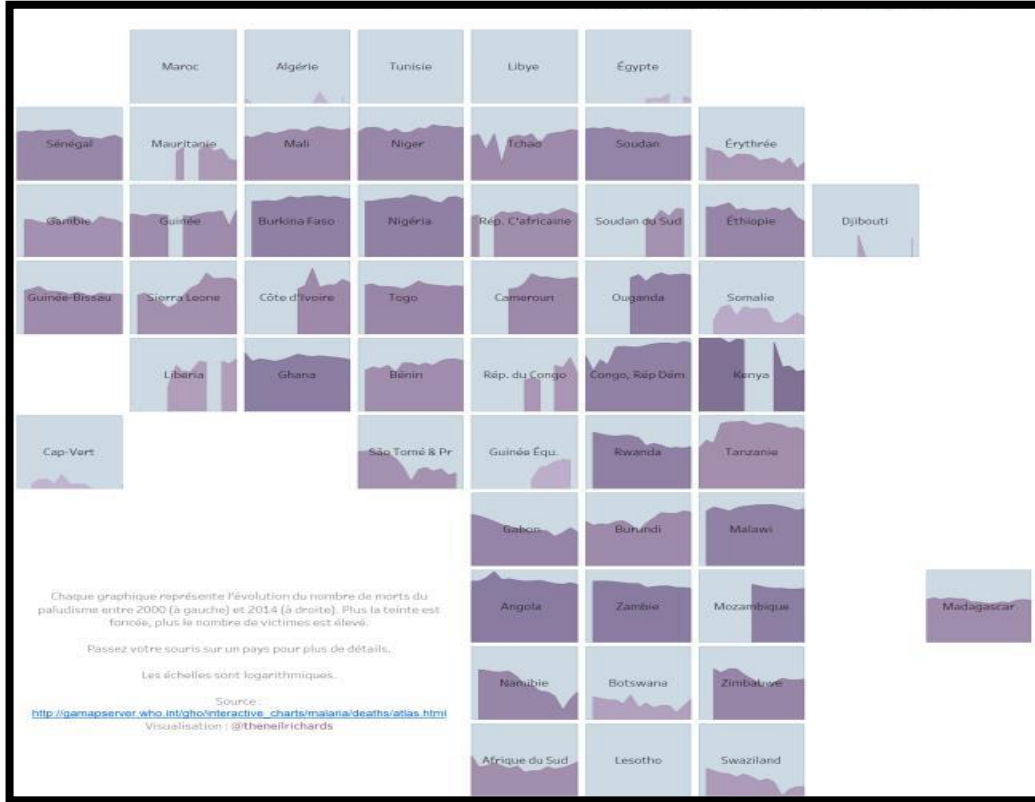 Maroc
Algérie
Tunisie
Libye
Égypte
Sénégal
Mauritanie
Mali
Niger
Tchad
Soudan
Érythrée
Gambie
Guinée
Burkina Faso
Nigéria
Rép. C'africaine
Soudan du Sud
Éthiopie
Djibouti
Guinée-Bissau
Sierra Leone
Côte d'Ivoire
Togo
Cameroun
Ouganda
Somalie
Libéria
Ghana
Bénin
Rép. du Congo
Congo, Rép Dém.
Kenya
Cap-Vert
São Tomé & Pr
Guinée Équ.
Rwanda
Tanzanie
Gabon
Burundi
Malawi
Angola
Zambie
Mozambique
Madagascar
Namibie
Botswana
Zimbabwe
Afrique du Sud
Lesotho
Swaziland
Chaque graphique représente l'évolution du nombre de morts du
paludisme entre 2000 (à gauche) et 2014 (à droite). Plus la teinte est
foncée, plus le nombre de victimes est élevé.
Passez votre souris sur un pays pour plus de détails.
Les échelles sont logarithmiques.
Source :
http://gamapserver.who.int/gho/interactive_charts/malaria/deaths/atlas.html
Visualisation : @theneilrichards